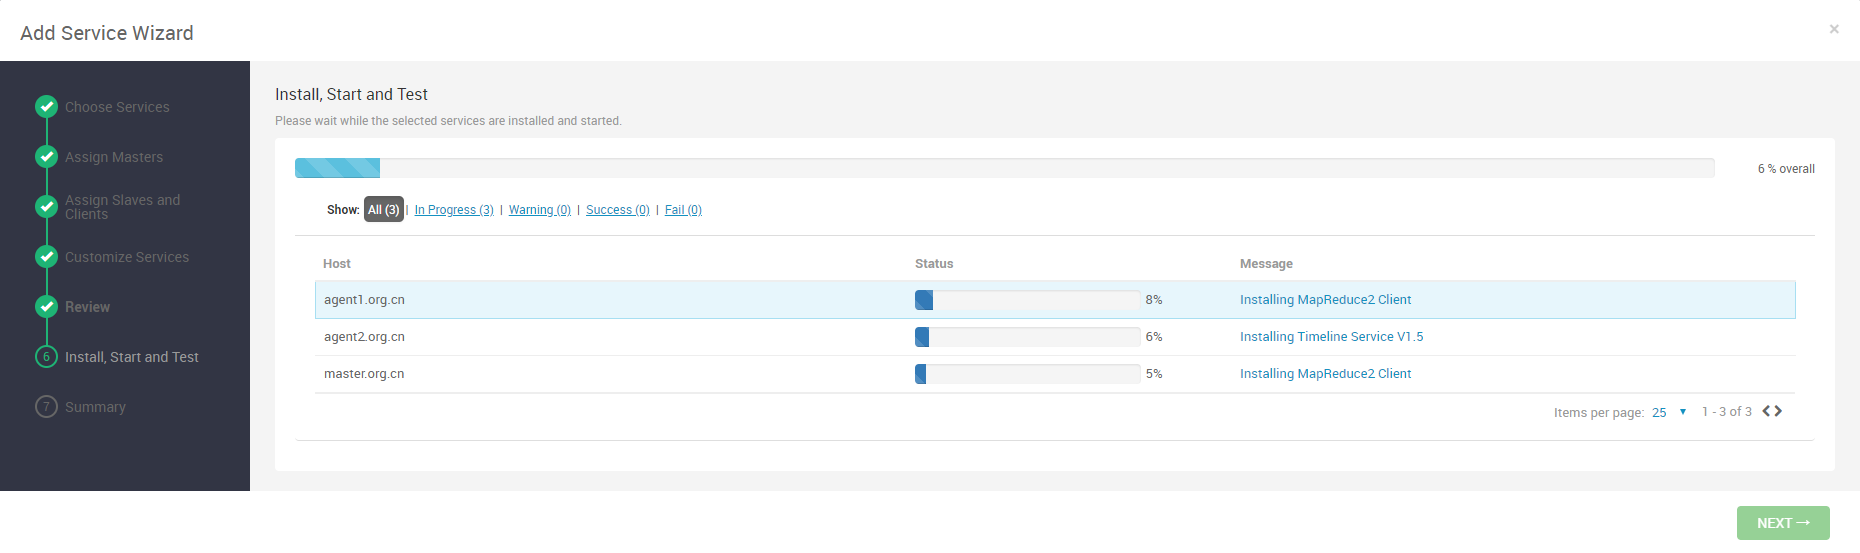 Add Service Wizard
×
Choose Services
Assign Masters
Assign Slaves and
Clients
Customize Services
Review
6 Install, Start and Test
7 Summary
Install, Start and Test
Please wait while the selected services are installed and started.
6 % overall
Show: All (3) | In Progress (3) | Warning (0) | Success (0) | Fail (0)
Host Status Message
agent1.org.cn 8% Installing MapReduce2 Client
agent2.org.cn 6% Installing Timeline Service V1.5
master.org.cn 5% Installing MapReduce2 Client
Items per page: 25 1 - 3 of 3
NEXT →